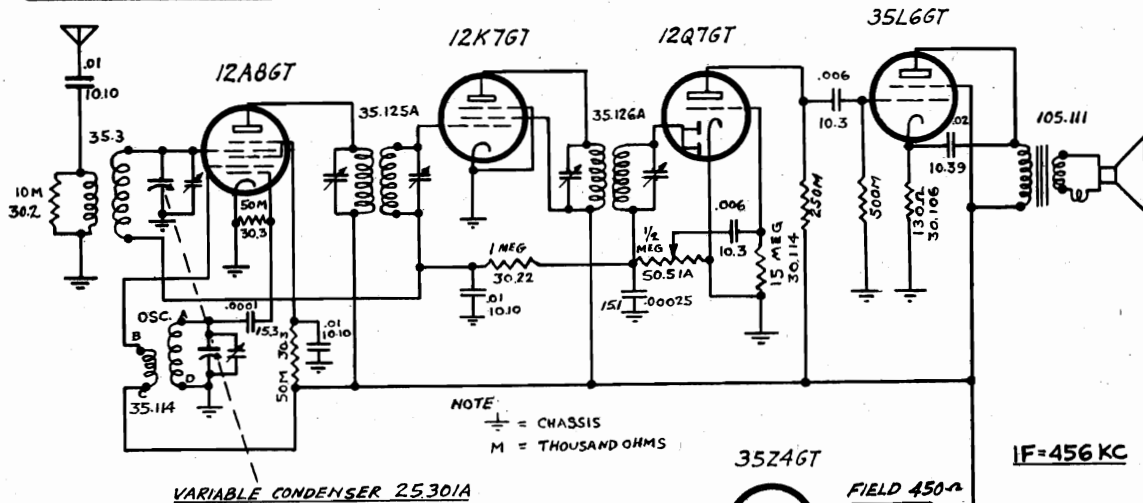 12A8GT
12K7GT
12Q7GT
35L6GT
.01
10.10
35.3
10M
30.2
50M
30.3
35.125A
35.126A
.006
10.3
.006
10.3
250M
500M
.02
10.39
130Ω
30.106
105.111
1 MEG
30.22
.01
10.10
1/2
MEG
50.51A
15.1
.00025
15 MEG
30.114
OSC.
A
B
C
D
.0001
15.3
35.114
50M 30.3
.01
10.10
NOTE
= CHASSIS
M = THOUSAND OHMS
VARIABLE CONDENSER 25.301A
35Z4GT
FIELD 450Ω
IF=456 KC